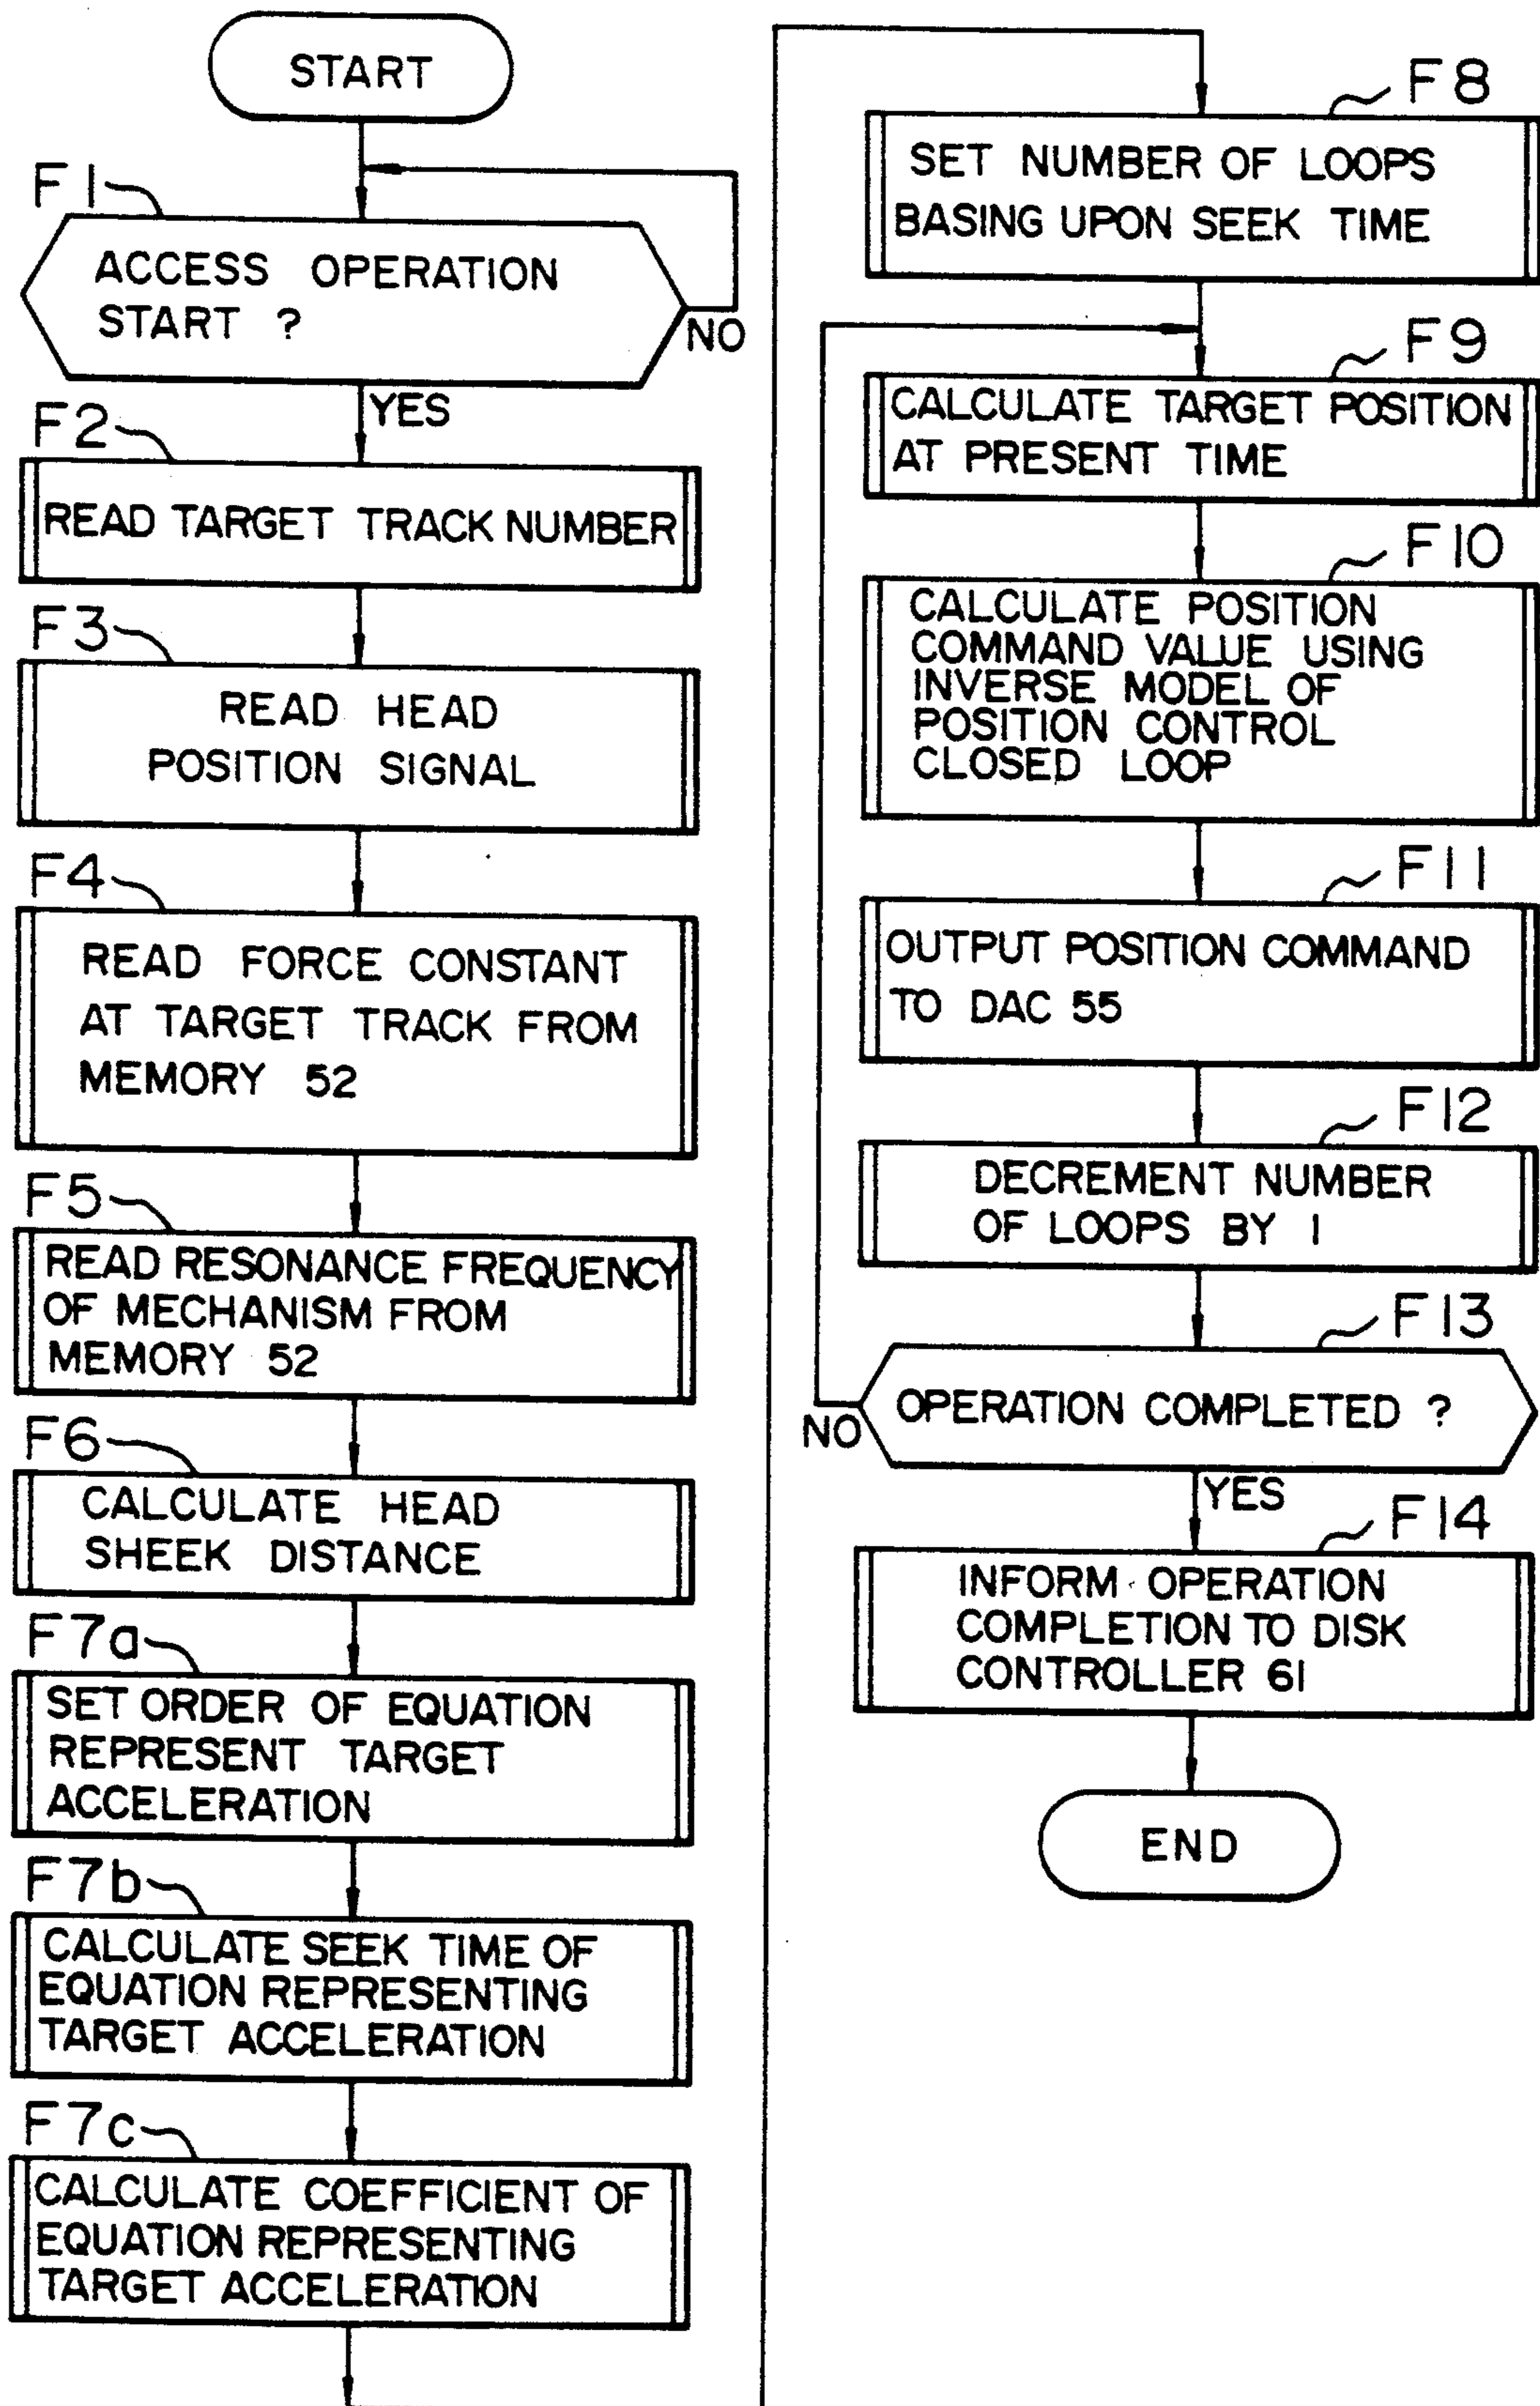 START
F1
ACCESS OPERATION
START ?
NO
YES
F2
READ TARGET TRACK NUMBER
F3
READ HEAD
POSITION SIGNAL
F4
READ FORCE CONSTANT
AT TARGET TRACK FROM
MEMORY 52
F5
READ RESONANCE FREQUENCY
OF MECHANISM FROM
MEMORY 52
F6
CALCULATE HEAD
SHEEK DISTANCE
F7a
SET ORDER OF EQUATION
REPRESENT TARGET
ACCELERATION
F7b
CALCULATE SEEK TIME OF
EQUATION REPRESENTING
TARGET ACCELERATION
F7c
CALCULATE COEFFICIENT OF
EQUATION REPRESENTING
TARGET ACCELERATION
F8
SET NUMBER OF LOOPS
BASING UPON SEEK TIME
F9
CALCULATE TARGET POSITION
AT PRESENT TIME
F10
CALCULATE POSITION
COMMAND VALUE USING
INVERSE MODEL OF
POSITION CONTROL
CLOSED LOOP
F11
OUTPUT POSITION COMMAND
TO DAC 55
F12
DECREMENT NUMBER
OF LOOPS BY 1
F13
OPERATION COMPLETED ?
NO
YES
F14
INFORM OPERATION
COMPLETION TO DISK
CONTROLLER 61
END